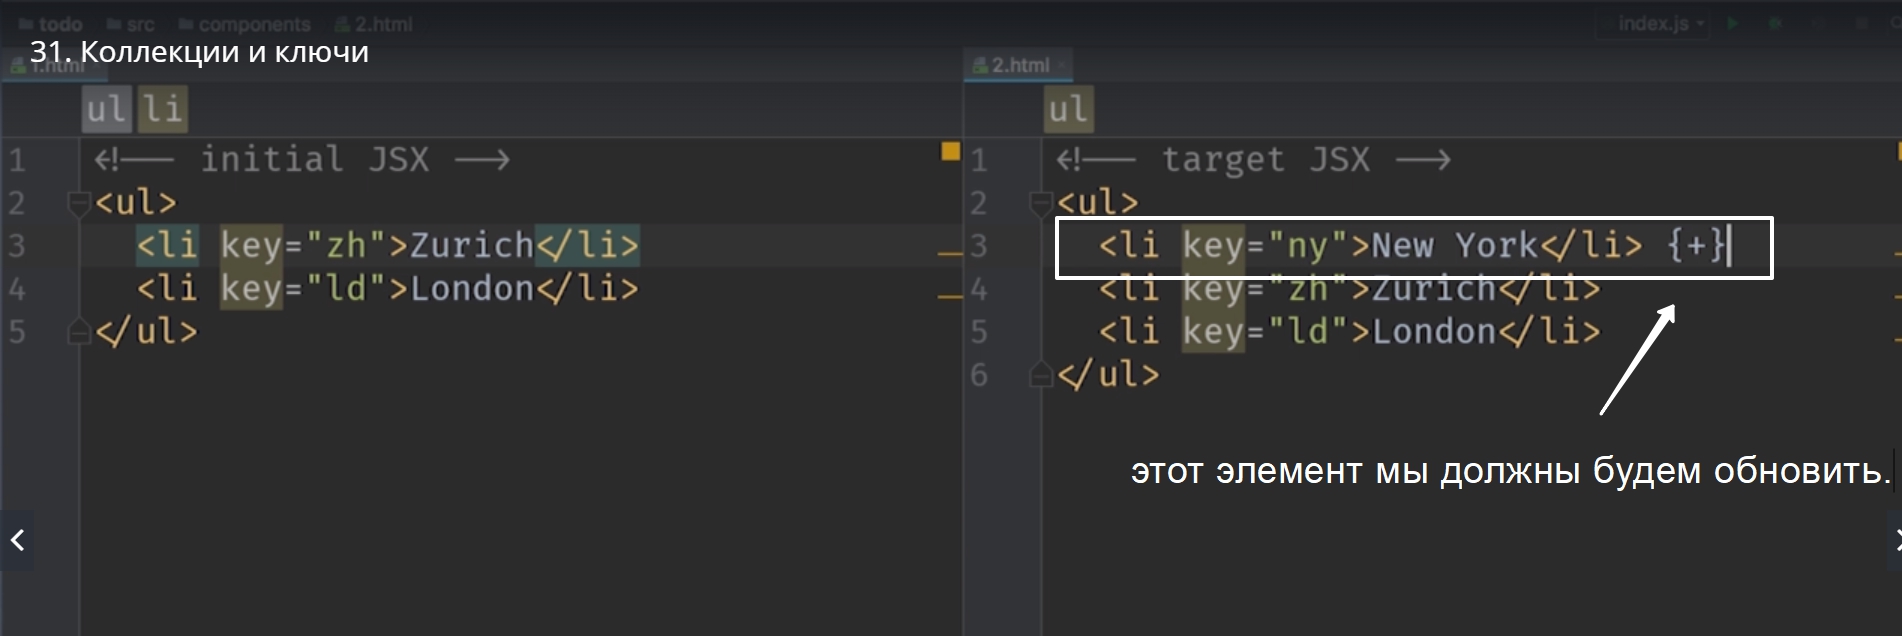 todo src components 2.html index.js
31. Коллекции и ключи
1.html
ul li
1 <!-- initial JSX -->
2 <ul>
3 <li key="zh">Zurich</li>
4 <li key="ld">London</li>
5 </ul>
2.html
ul
1 <!-- target JSX -->
2 <ul>
3 <li key="ny">New York</li> {+}
4 <li key="zh">Zurich</li>
5 <li key="ld">London</li>
6 </ul>
этот элемент мы должны будем обновить.